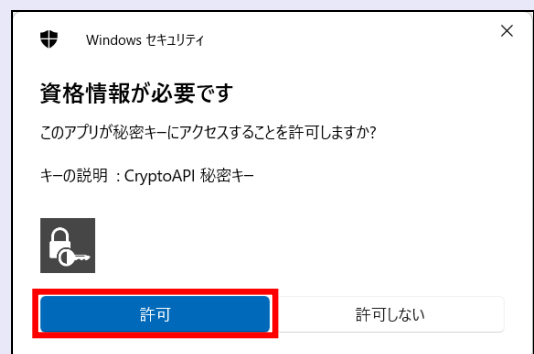 Windows セキュリティ
資格情報が必要です
このアプリが秘密キーにアクセスすることを許可しますか?
キーの説明 : CryptoAPI 秘密キー
許可
許可しない